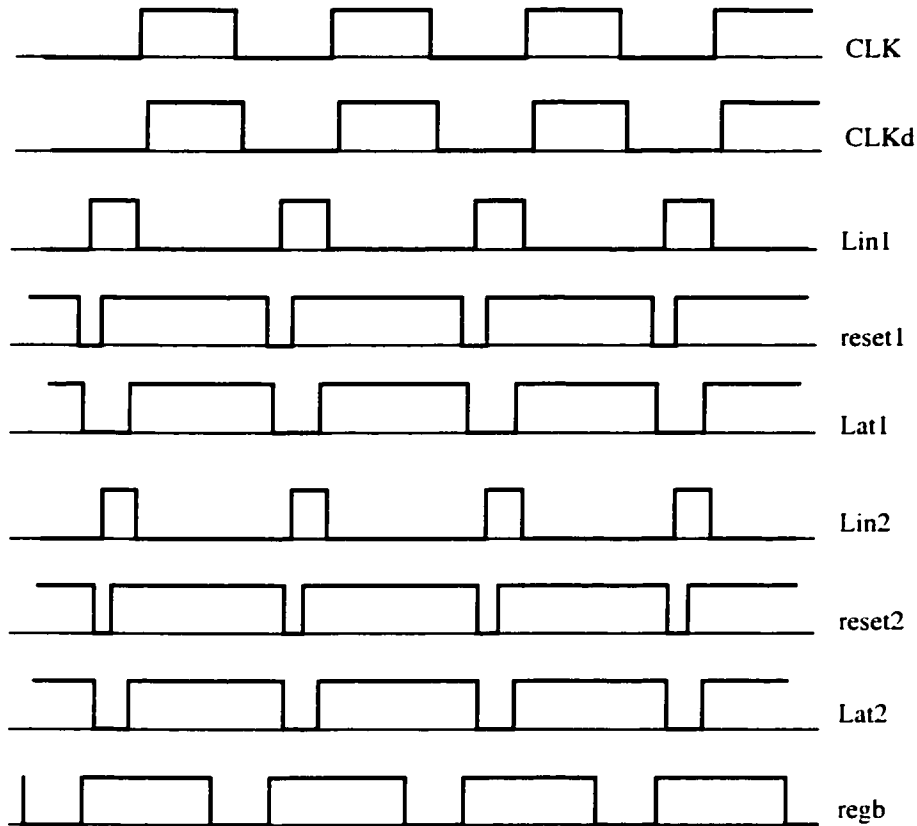 CLK
CLKd
Lin1
reset1
Lat1
Lin2
reset2
Lat2
regb